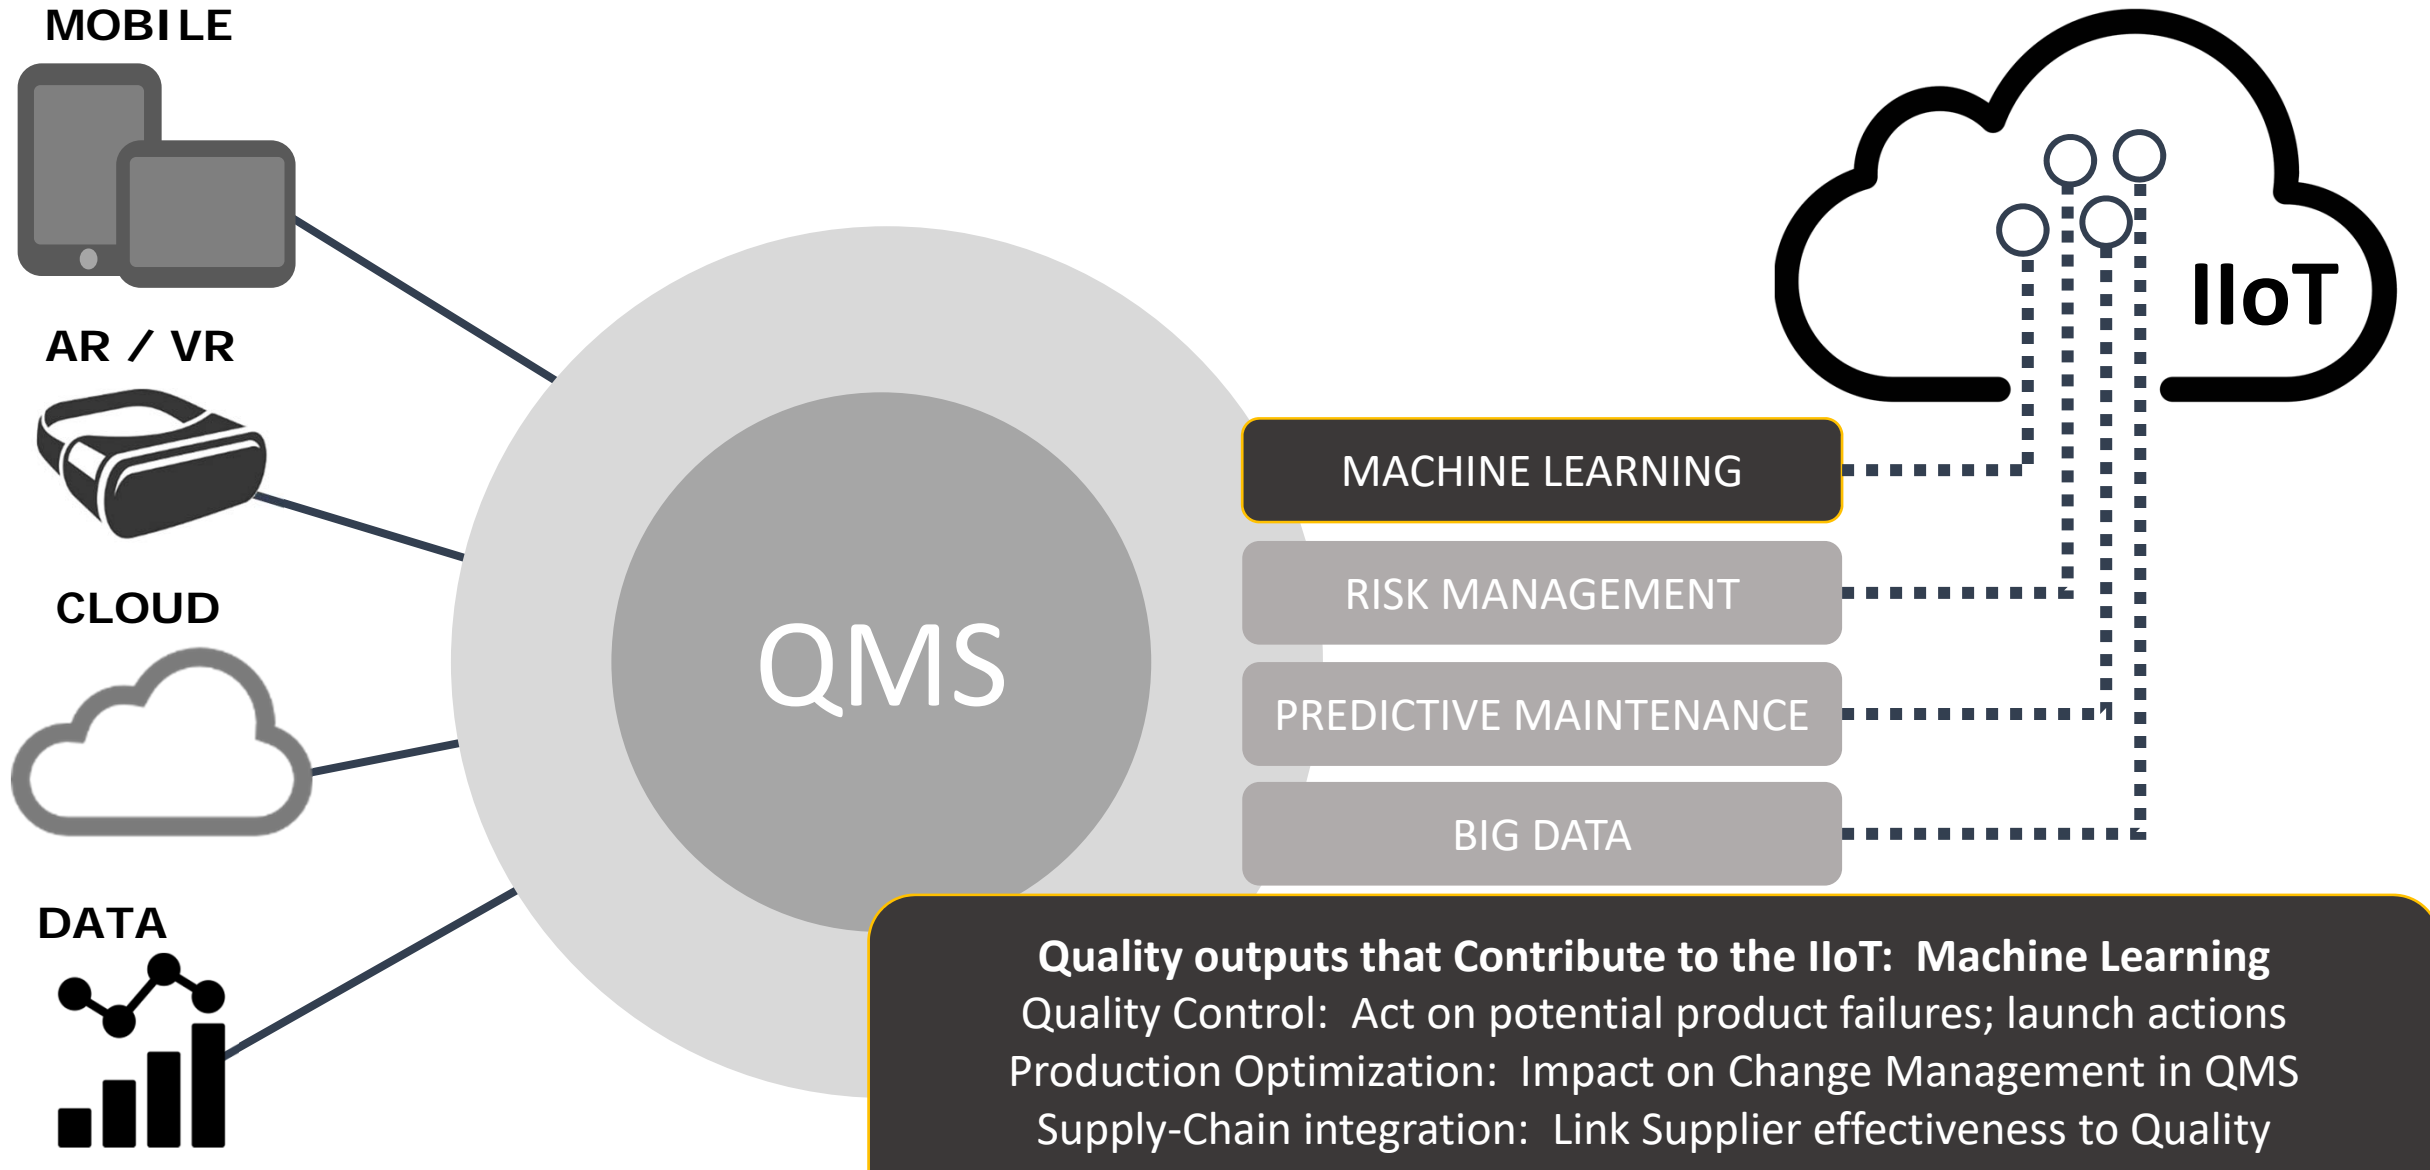 MOBILE
AR / VR
CLOUD
DATA
QMS
IIoT
MACHINE LEARNING
RISK MANAGEMENT
PREDICTIVE MAINTENANCE
BIG DATA
Quality outputs that Contribute to the IIoT:  Machine Learning
Quality Control:  Act on potential product failures; launch actions
Production Optimization:  Impact on Change Management in QMS
Supply-Chain integration:  Link Supplier effectiveness to Quality